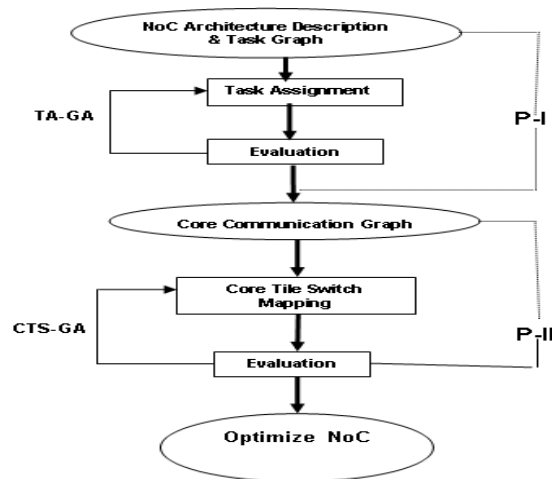 NoC Architecture Description
& Task Graph
Task Assignment
TA-GA
P-I
Evaluation
Core Communication Graph
Core Tile Switch
Mapping
CTS-GA
P-II
Evaluation
Optimize NoC